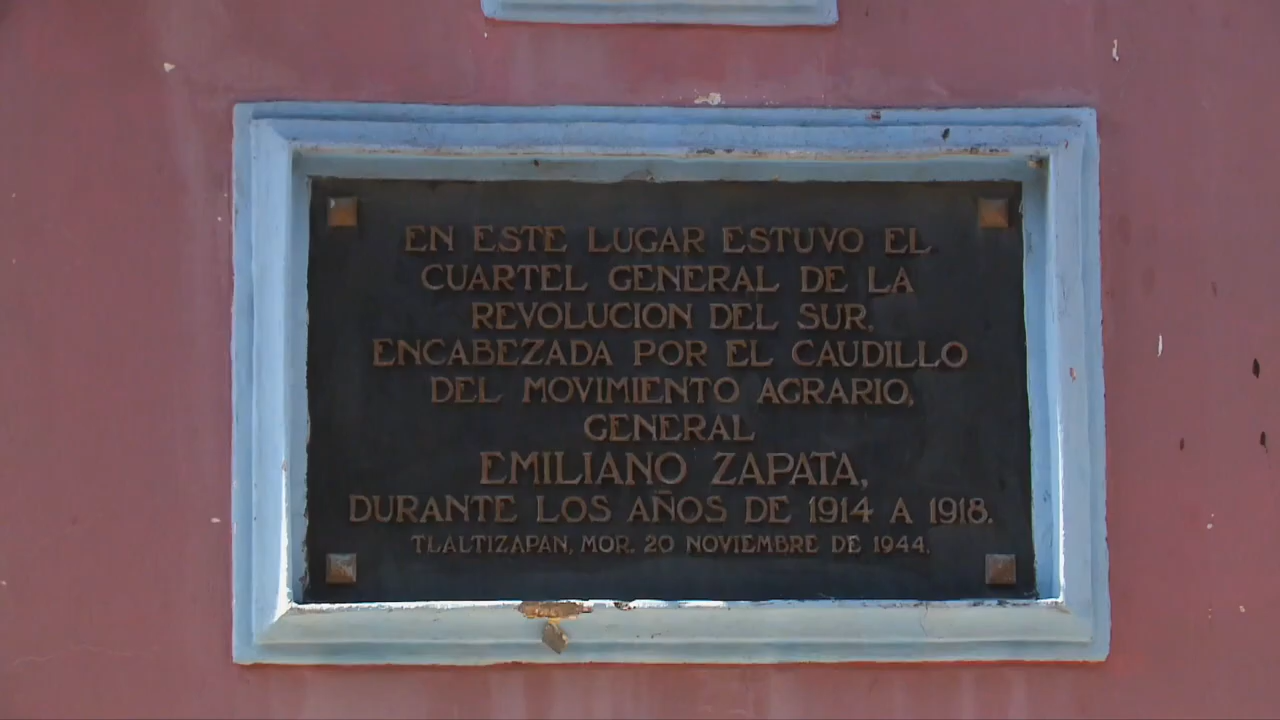 EN ESTE LUGAR ESTUVO EL
CUARTEL GENERAL DE LA
REVOLUCION DEL SUR,
ENCABEZADA POR EL CAUDILLO
DEL MOVIMIENTO AGRARIO,
GENERAL
EMILIANO ZAPATA,
DURANTE LOS AÑOS DE 1914 A 1918.
TLALTIZAPAN, MOR. 20 NOVIEMBRE DE 1944.